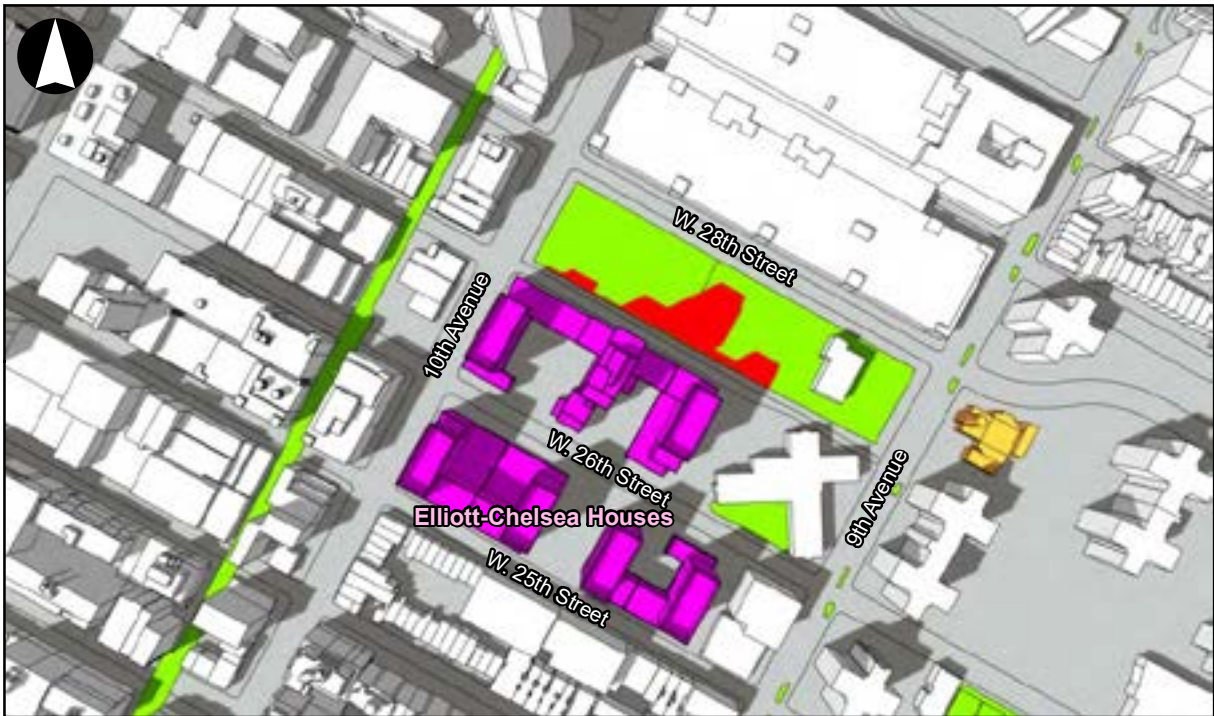 W. 28th Street
10th Avenue
W. 26th Street
9th Avenue
Elliott-Chelsea Houses
W. 25th Street